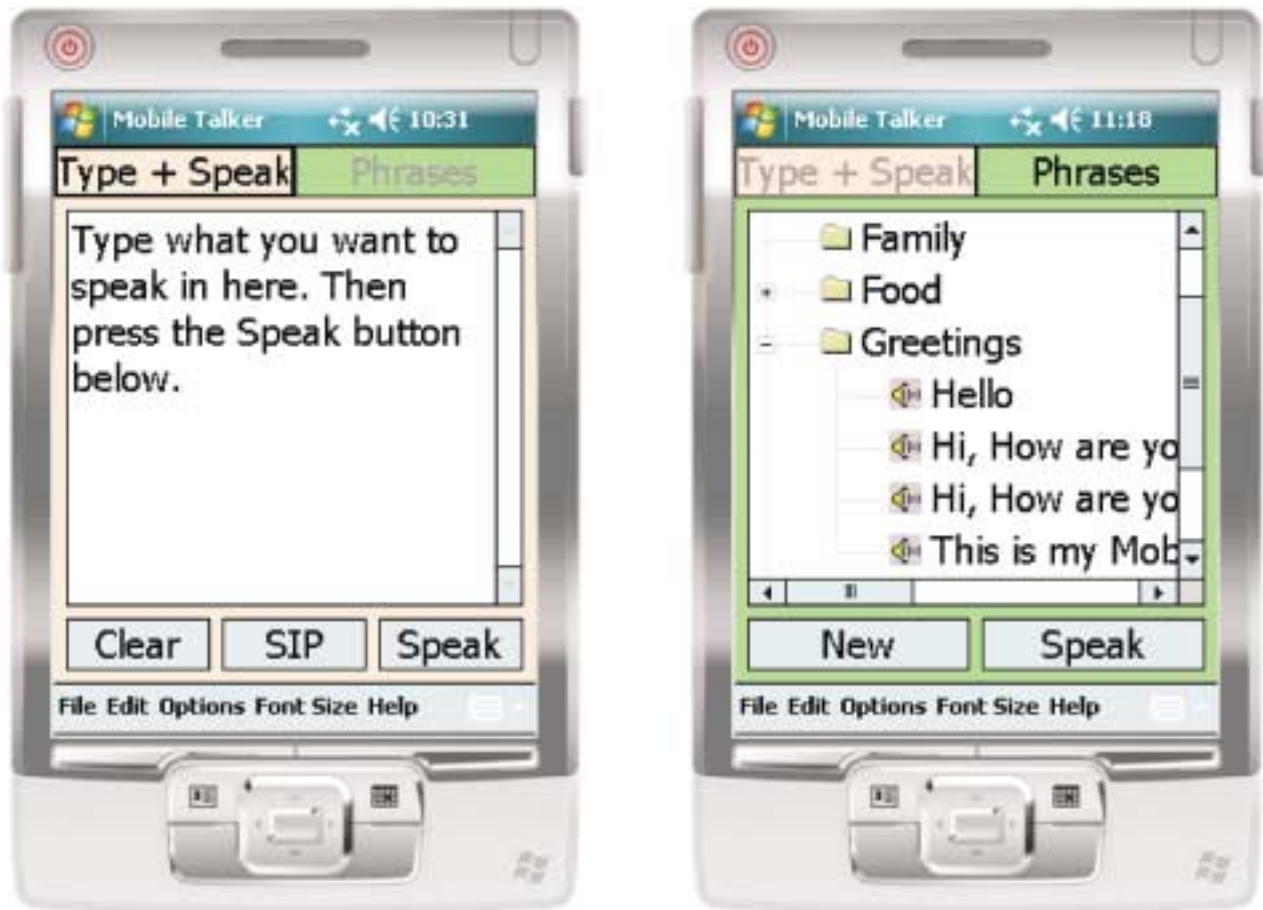 Mobile Talker 10:31
Type + Speak Phrases
Type what you want to
speak in here. Then
press the Speak button
below.
Clear SIP Speak
File Edit Options Font Size Help
Mobile Talker 11:18
Type + Speak Phrases
Family
Food
Greetings
Hello
Hi, How are yo
Hi, How are yo
This is my Mob
New Speak
File Edit Options Font Size Help